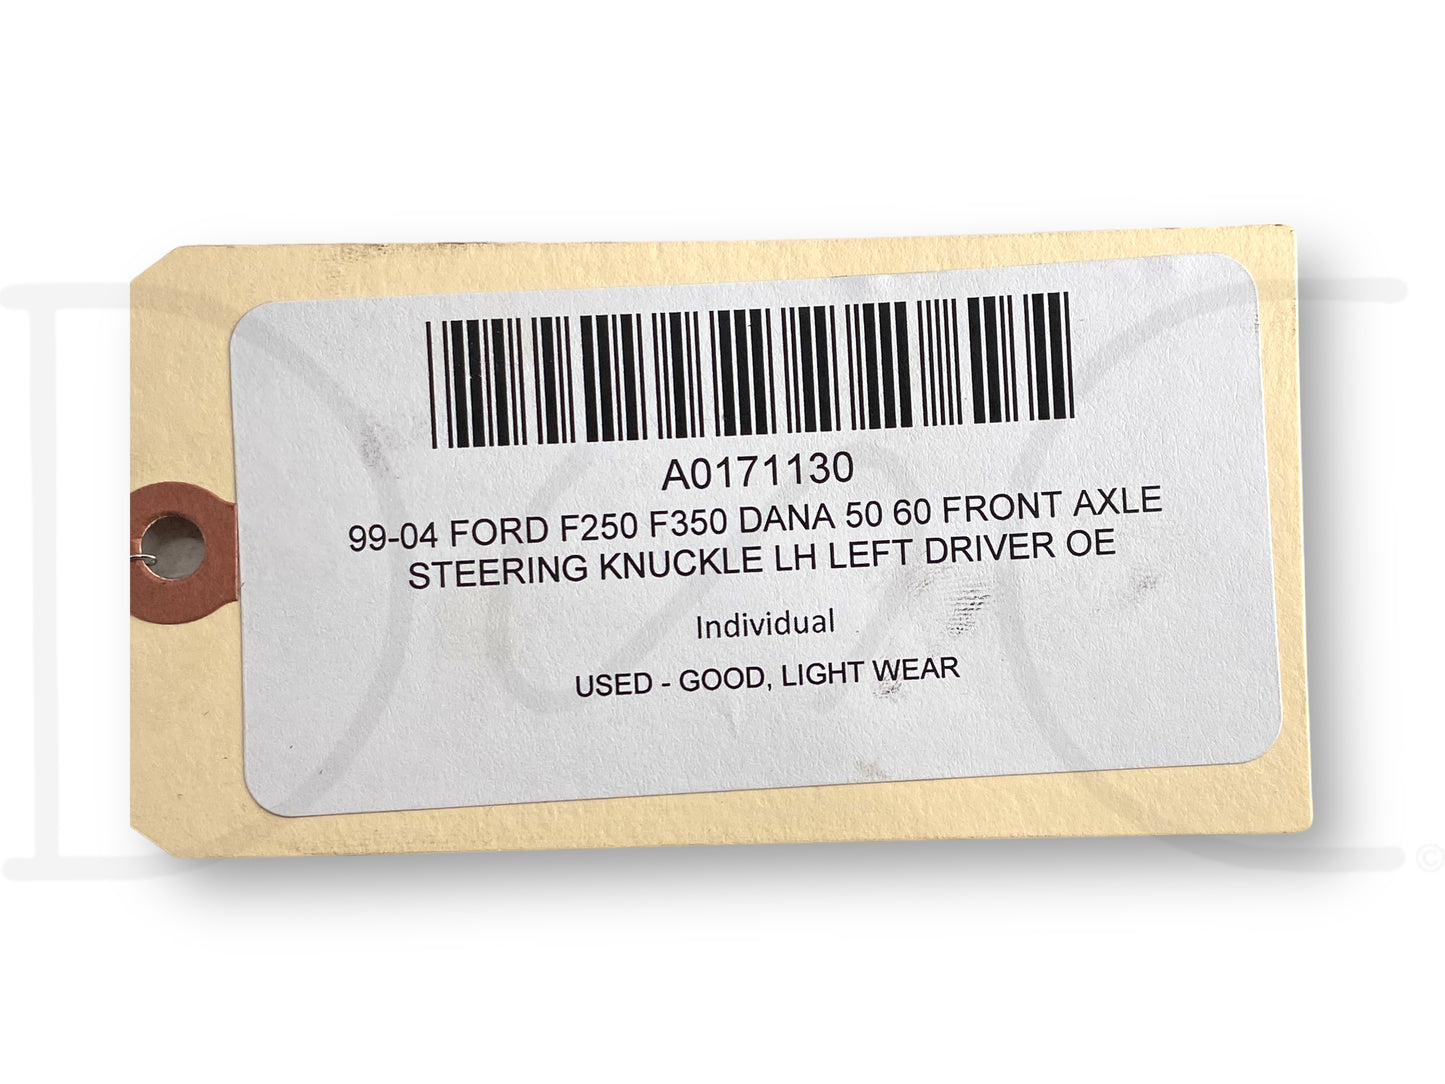 A0171130
99-04 FORD F250 F350 DANA 50 60 FRONT AXLE
STEERING KNUCKLE LH LEFT DRIVER OE
Individual
USED - GOOD, LIGHT WEAR
©